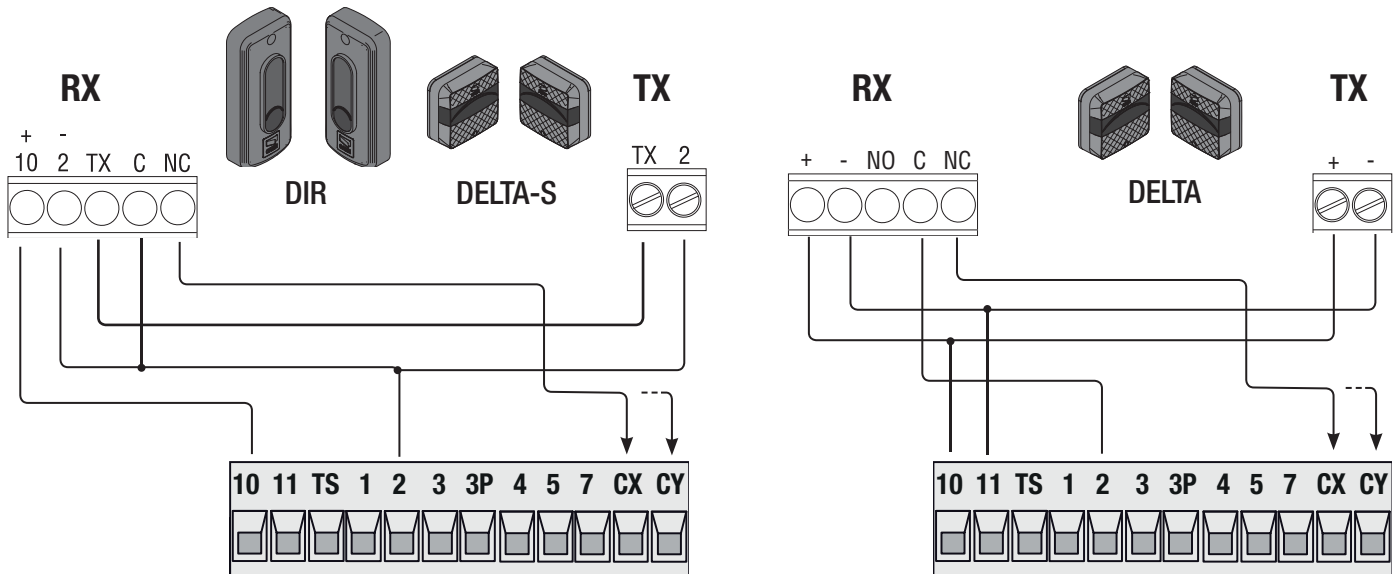 RX
TX
+ -
10 2 TX C NC
TX 2
DIR
DELTA-S
10 11 TS 1 2 3 3P 4 5 7 CX CY
RX
TX
+ - NO C NC
+ -
DELTA
10 11 TS 1 2 3 3P 4 5 7 CX CY